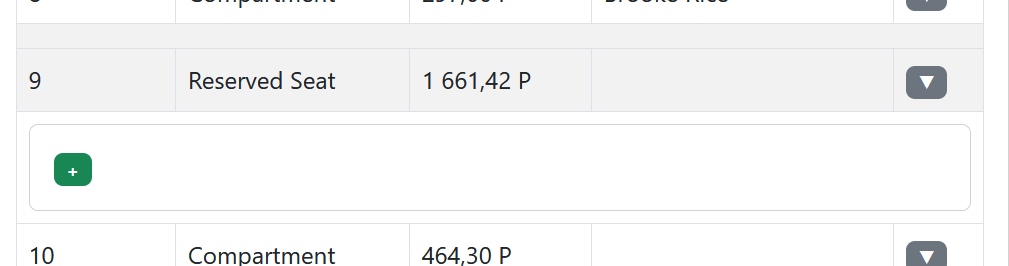 9 Reserved Seat 1 661,42 P ▼
+
10 Compartment 464,30 P ▼